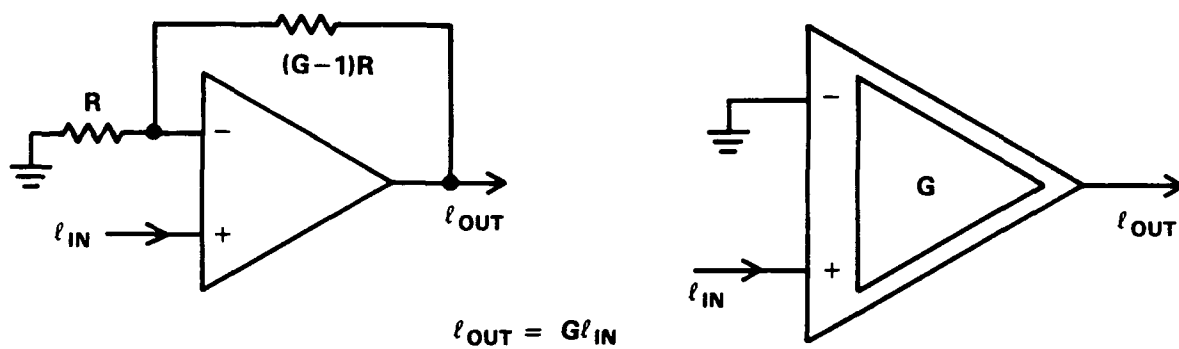 (G−1)R
R
−
+
ℓIN
ℓOUT
−
G
+
ℓIN
ℓOUT
ℓOUT = GℓIN